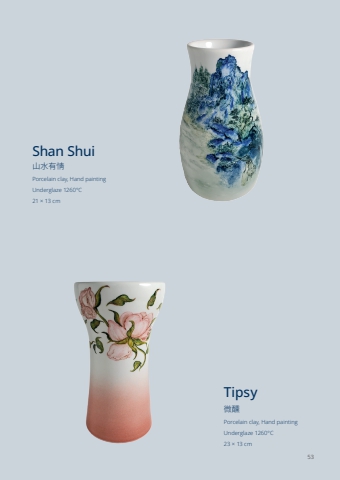 Shan Shui
山水有情
Porcelain clay, Hand painting
Underglaze 1260°C
21 × 13 cm
Tipsy
微醺
Porcelain clay, Hand painting
Underglaze 1260°C
23 × 13 cm
53